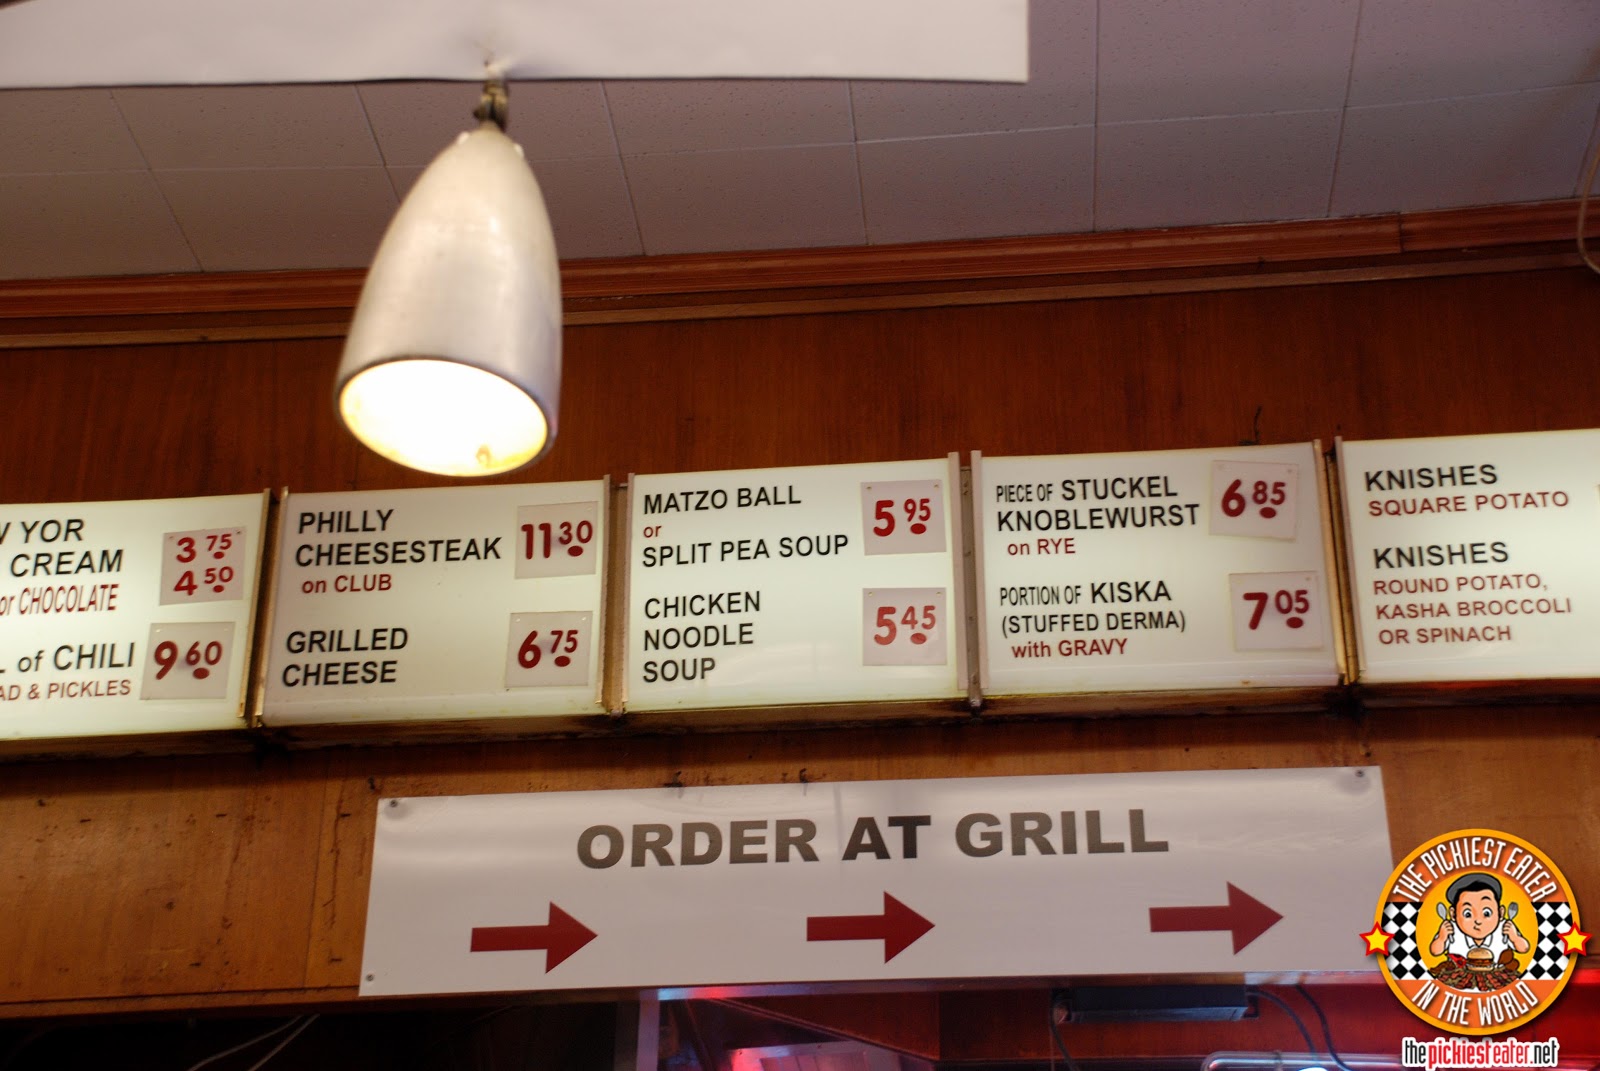 W YOR
CREAM
or CHOCOLATE
3 75
4 50
L of CHILI
AD & PICKLES
9 60
PHILLY
CHEESESTEAK
on CLUB
11 30
GRILLED
CHEESE
6 75
MATZO BALL
or
SPLIT PEA SOUP
5 95
CHICKEN
NOODLE
SOUP
5 45
PIECE OF STUCKEL
KNOBLEWURST
on RYE
6 85
PORTION OF KISKA
(STUFFED DERMA)
with GRAVY
7 05
KNISHES
SQUARE POTATO
KNISHES
ROUND POTATO,
KASHA BROCCOLI
OR SPINACH
ORDER AT GRILL
THE PICKIEST EATER
IN THE WORLD
thepickiesteater.net